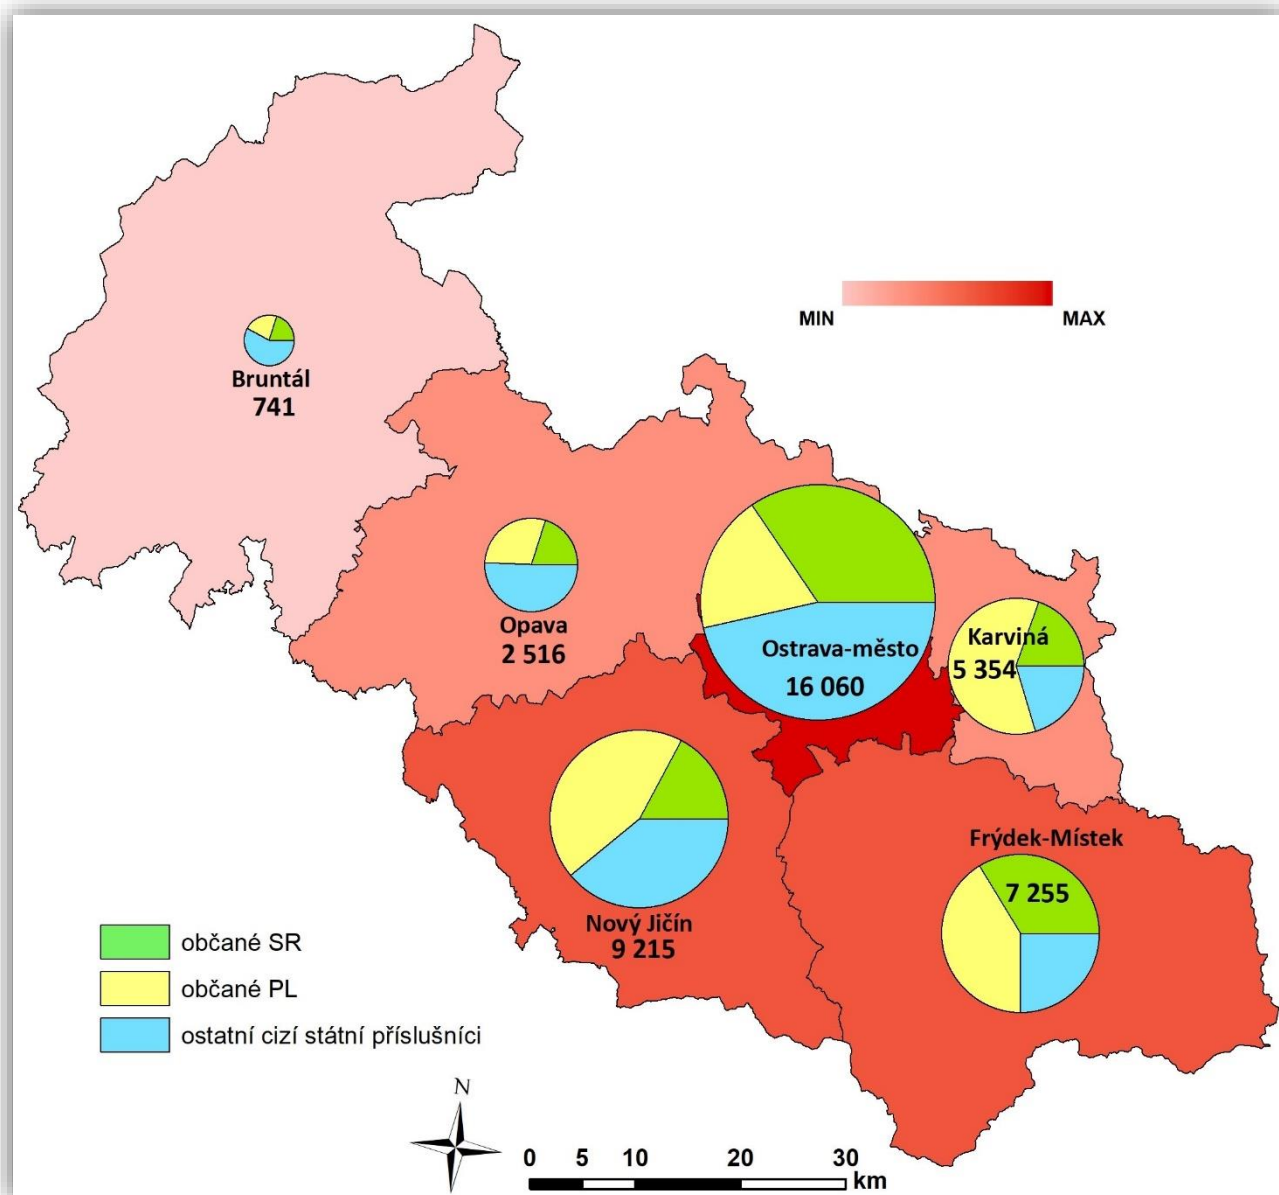 MIN
MAX
Bruntál
741
Opava
2 516
Ostrava-město
16 060
Karviná
5 354
Frýdek-Místek
7 255
Nový Jičín
9 215
občané SR
občané PL
ostatní cizí státní příslušníci
N
0 5 10 20 30
km